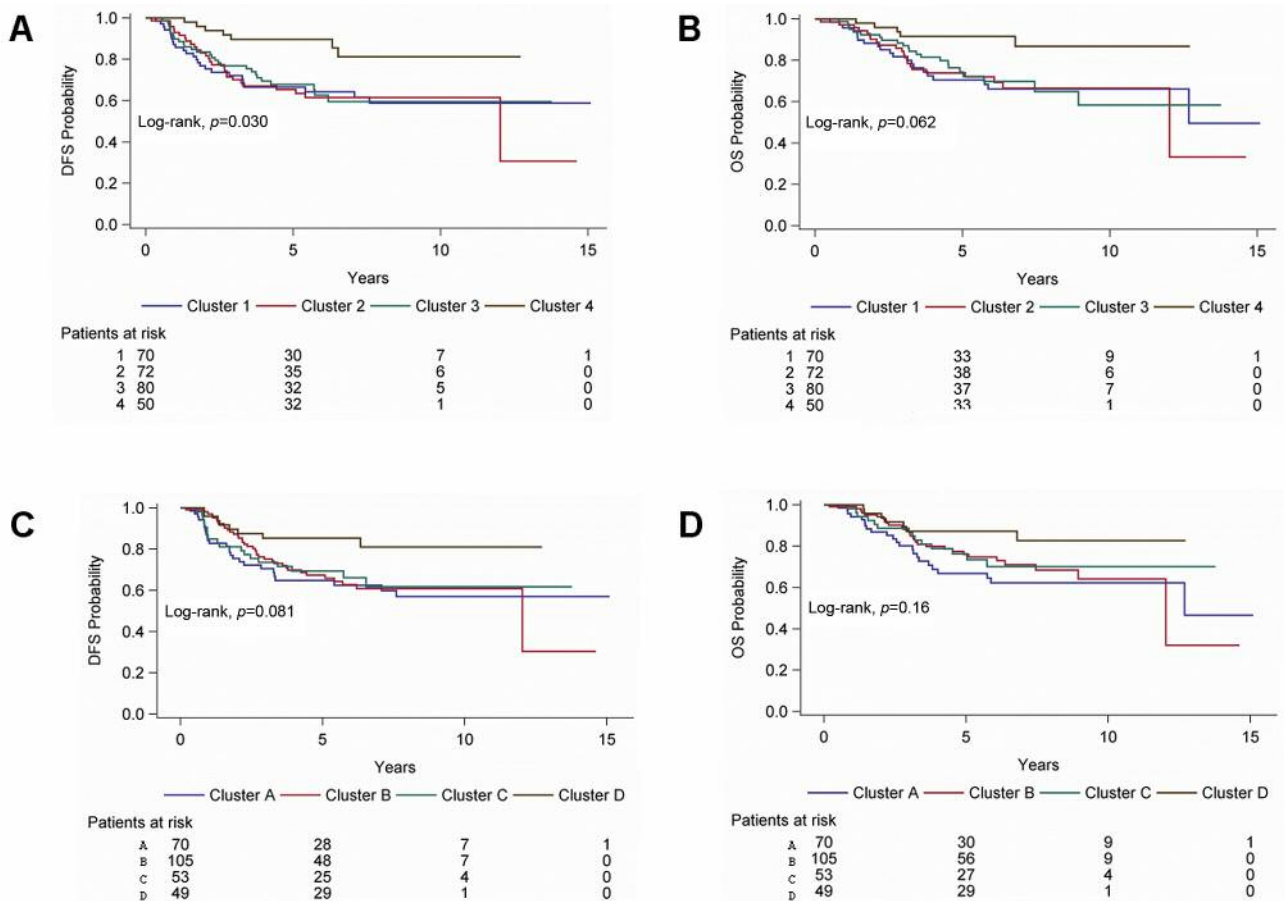 A
1.0
0.8
0.6
0.4
0.2
0.0
DFS Probability
Log-rank, p=0.030
0 5 10 15
Years
Cluster 1 Cluster 2 Cluster 3 Cluster 4
Patients at risk
1 70 30 7 1
2 72 35 6 0
3 80 32 5 0
4 50 32 1 0
B
1.0
0.8
0.6
0.4
0.2
0.0
OS Probability
Log-rank, p=0.062
0 5 10 15
Years
Cluster 1 Cluster 2 Cluster 3 Cluster 4
Patients at risk
1 70 33 9 1
2 72 38 6 0
3 80 37 7 0
4 50 33 1 0
C
1.0
0.8
0.6
0.4
0.2
0.0
DFS Probability
Log-rank, p=0.081
0 5 10 15
Years
Cluster A Cluster B Cluster C Cluster D
Patients at risk
A 70 28 7 1
B 105 48 7 0
C 53 25 4 0
D 49 29 1 0
D
1.0
0.8
0.6
0.4
0.2
0.0
OS Probability
Log-rank, p=0.16
0 5 10 15
Years
Cluster A Cluster B Cluster C Cluster D
Patients at risk
A 70 30 9 1
B 105 56 9 0
C 53 27 4 0
D 49 29 1 0